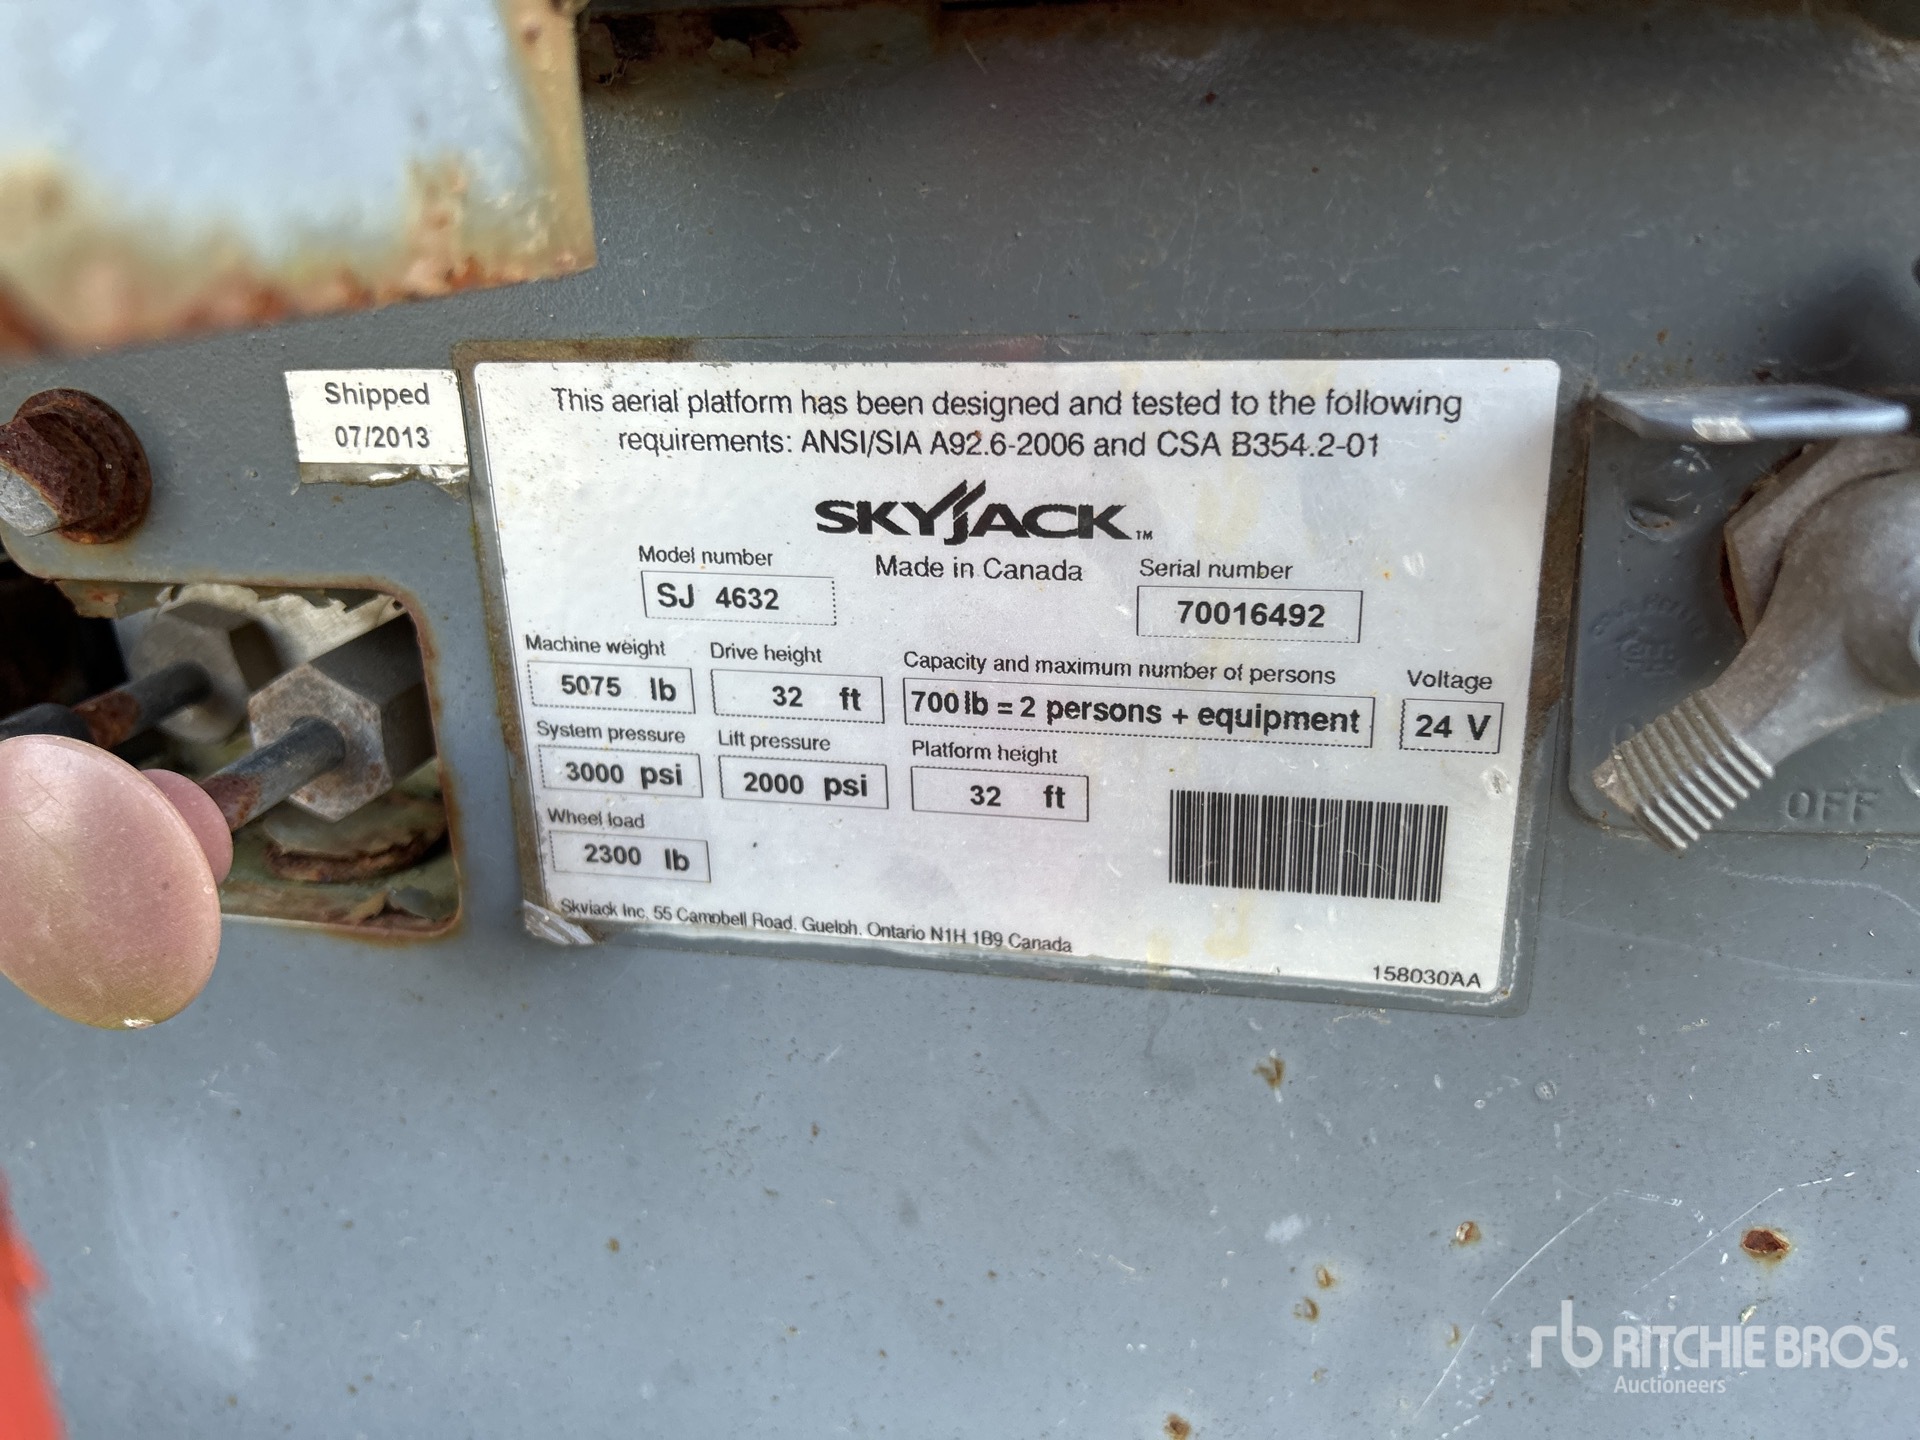 Shipped
07/2013
This aerial platform has been designed and tested to the following
requirements: ANSI/SIA A92.6-2006 and CSA B354.2-01
SKYJACK™
Made in Canada
Model number
SJ 4632
Serial number
70016492
Machine weight
5075 lb
Drive height
32 ft
Capacity and maximum number of persons
700 lb = 2 persons + equipment
Voltage
24 V
System pressure
3000 psi
Lift pressure
2000 psi
Platform height
32 ft
Wheel load
2300 lb
Skyjack Inc, 55 Campbell Road, Guelph, Ontario N1H 1B9 Canada
158030AA
OFF
rb RITCHIE BROS.
Auctioneers